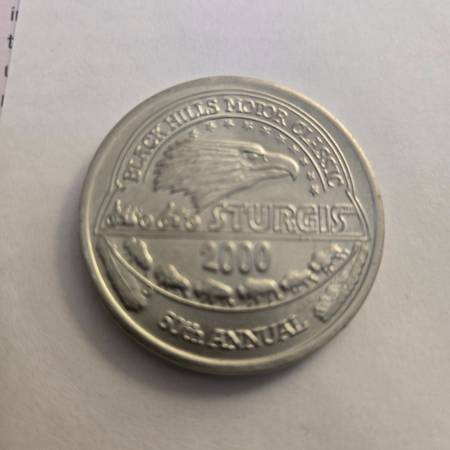 BLACK HILLS MOTOR CLASSIC
STURGIS
2000
60th ANNUAL